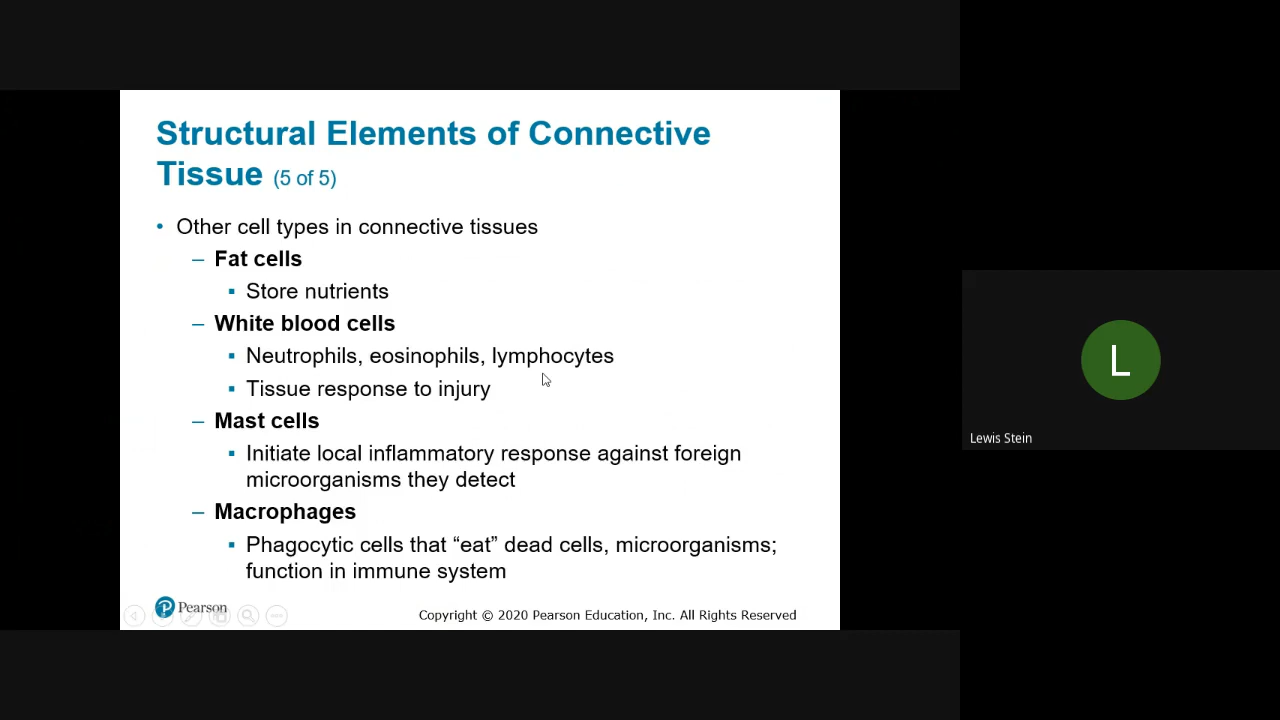 Structural Elements of Connective
Tissue (5 of 5)
• Other cell types in connective tissues
– Fat cells
▪ Store nutrients
– White blood cells
▪ Neutrophils, eosinophils, lymphocytes
▪ Tissue response to injury
– Mast cells
▪ Initiate local inflammatory response against foreign
microorganisms they detect
– Macrophages
▪ Phagocytic cells that “eat” dead cells, microorganisms;
function in immune system
Pearson
Copyright © 2020 Pearson Education, Inc. All Rights Reserved
L
Lewis Stein